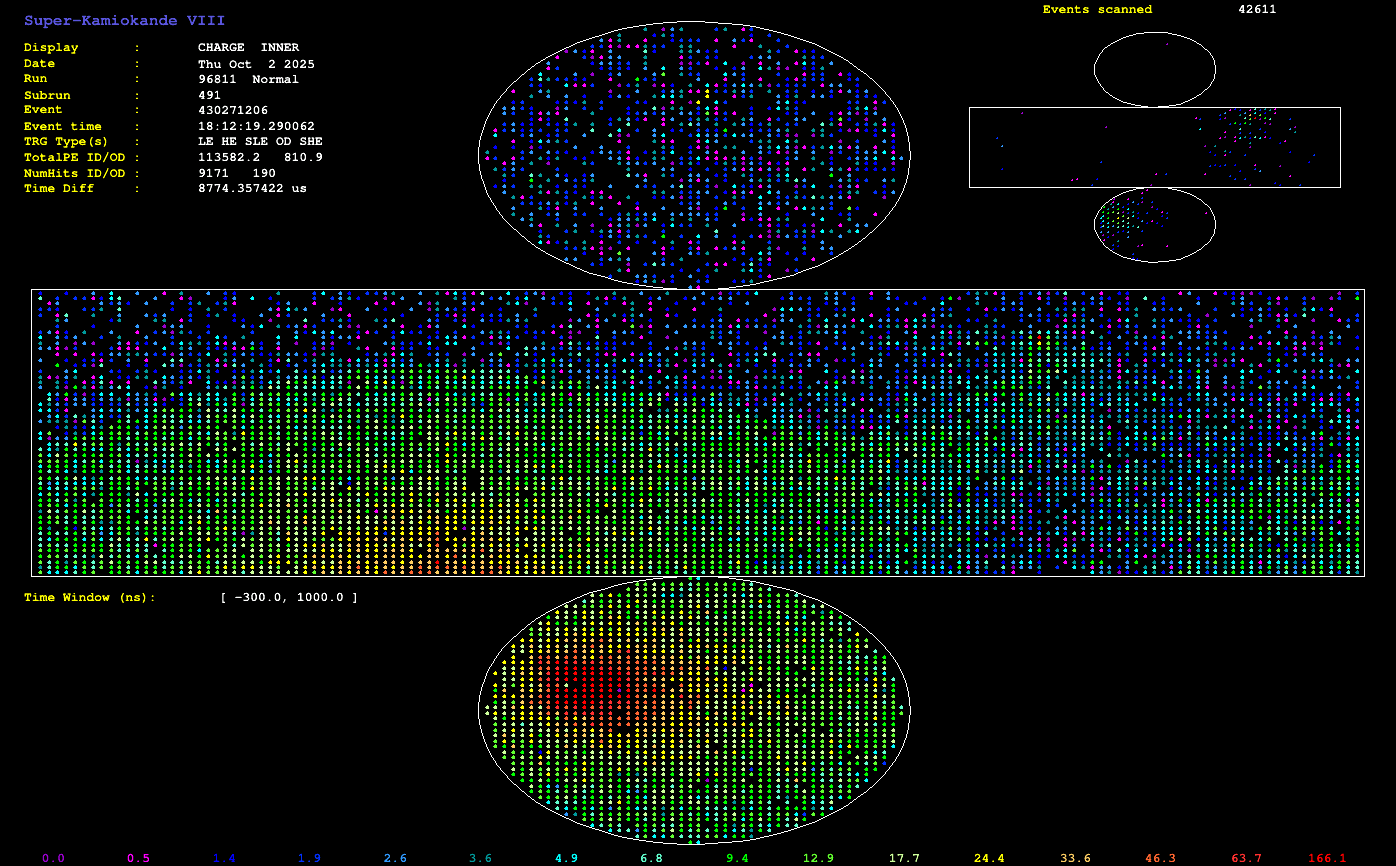 Super-Kamiokande VIII
Events scanned 42611
Display : CHARGE INNER
Date : Thu Oct 2 2025
Run : 96811 Normal
Subrun : 491
Event : 430271206
Event time : 18:12:19.290062
TRG Type(s) : LE HE SLE OD SHE
TotalPE ID/OD : 113582.2 810.9
NumHits ID/OD : 9171 190
Time Diff : 8774.357422 us
Time Window (ns): [ -300.0, 1000.0 ]
0.0 0.5 1.4 1.9 2.6 3.6 4.9 6.8 9.4 12.9 17.7 24.4 33.6 46.3 63.7 166.1